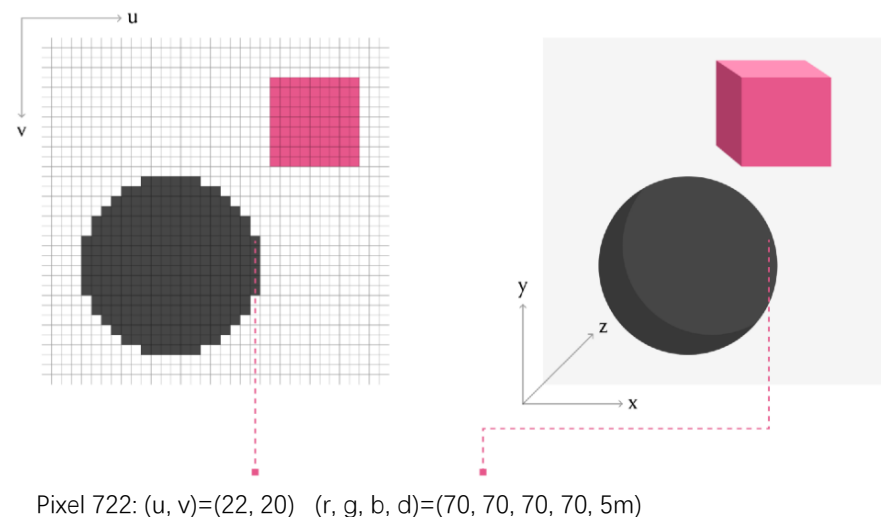 u
v
y
z
x
Pixel 722: (u, v)=(22, 20) (r, g, b, d)=(70, 70, 70, 70, 5m)